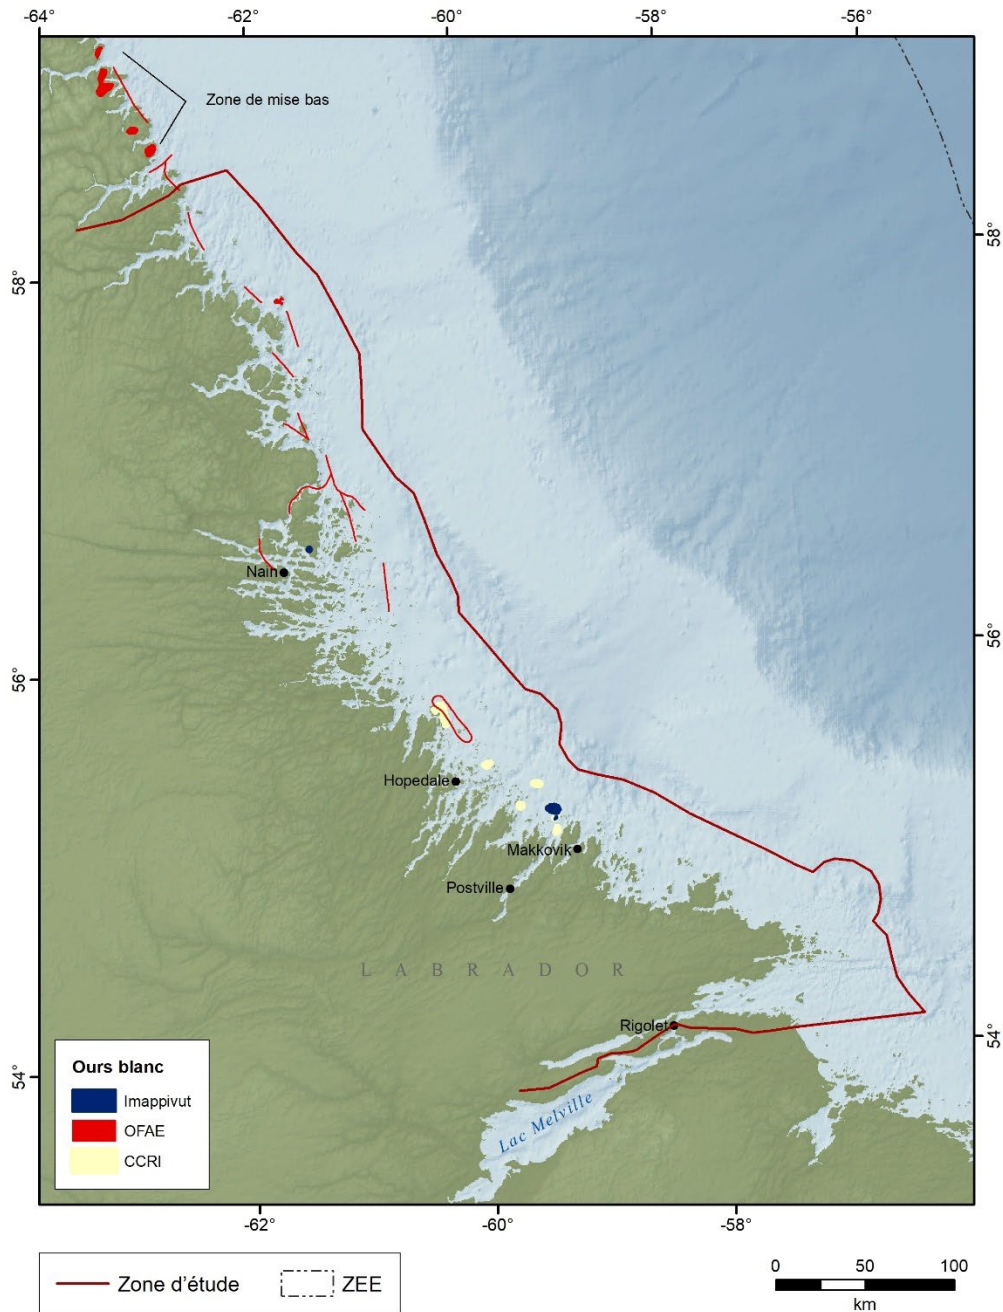 -64° -62° -60° -58° -56°
Zone de mise bas
58°
58°
Nain
56°
56°
Hopedale
Makkovik
Postville
LABRADOR
Rigolet
54°
54°
Lac Melville
Ours blanc
Imappivut
OFAE
CCRI
-62° -60° -58°
Zone d'étude ZEE
0 50 100
km